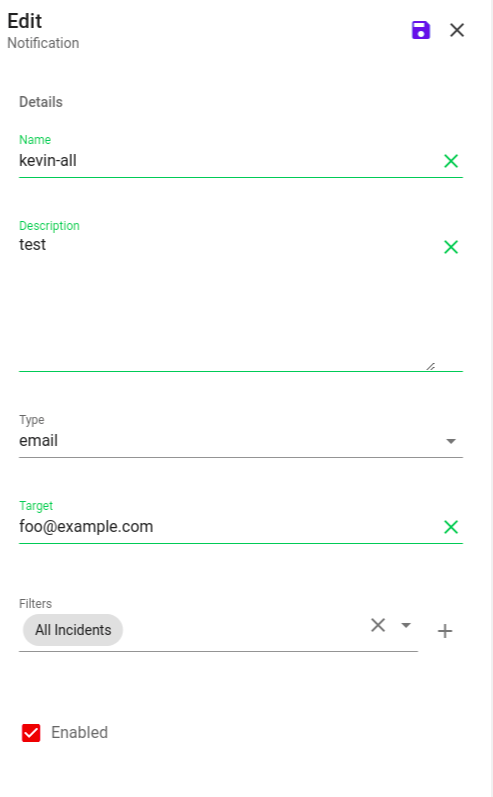 Edit
Notification
Details
Name
kevin-all
Description
test
Type
email
Target
foo@example.com
Filters
All Incidents
Enabled